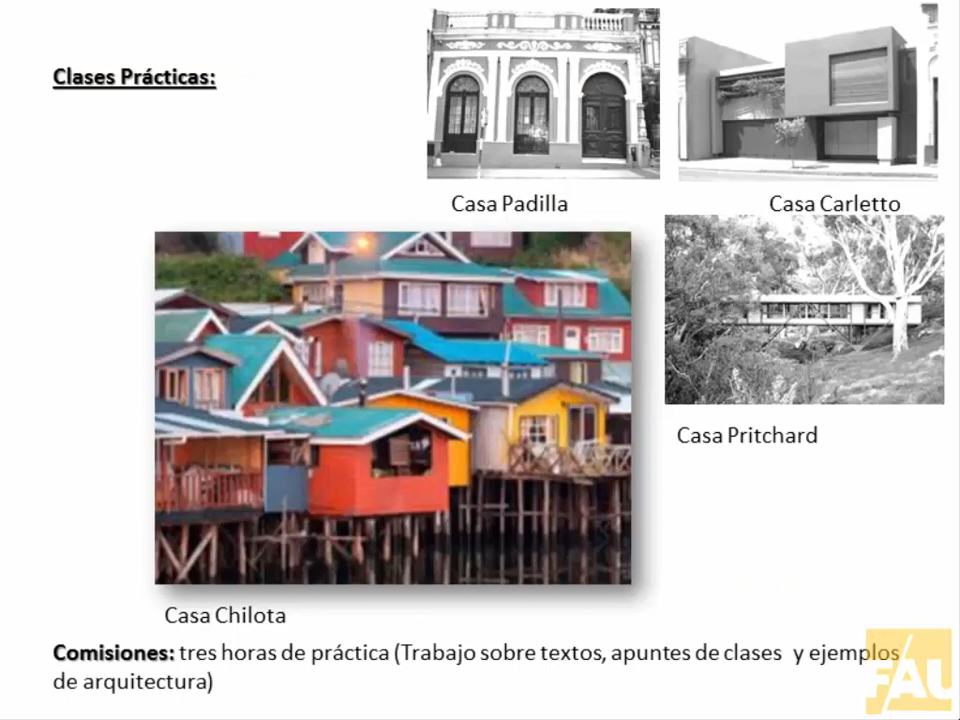 Clases Prácticas:
Casa Padilla
Casa Carletto
Casa Pritchard
Casa Chilota
Comisiones: tres horas de práctica (Trabajo sobre textos, apuntes de clases y ejemplos
de arquitectura)
FAU